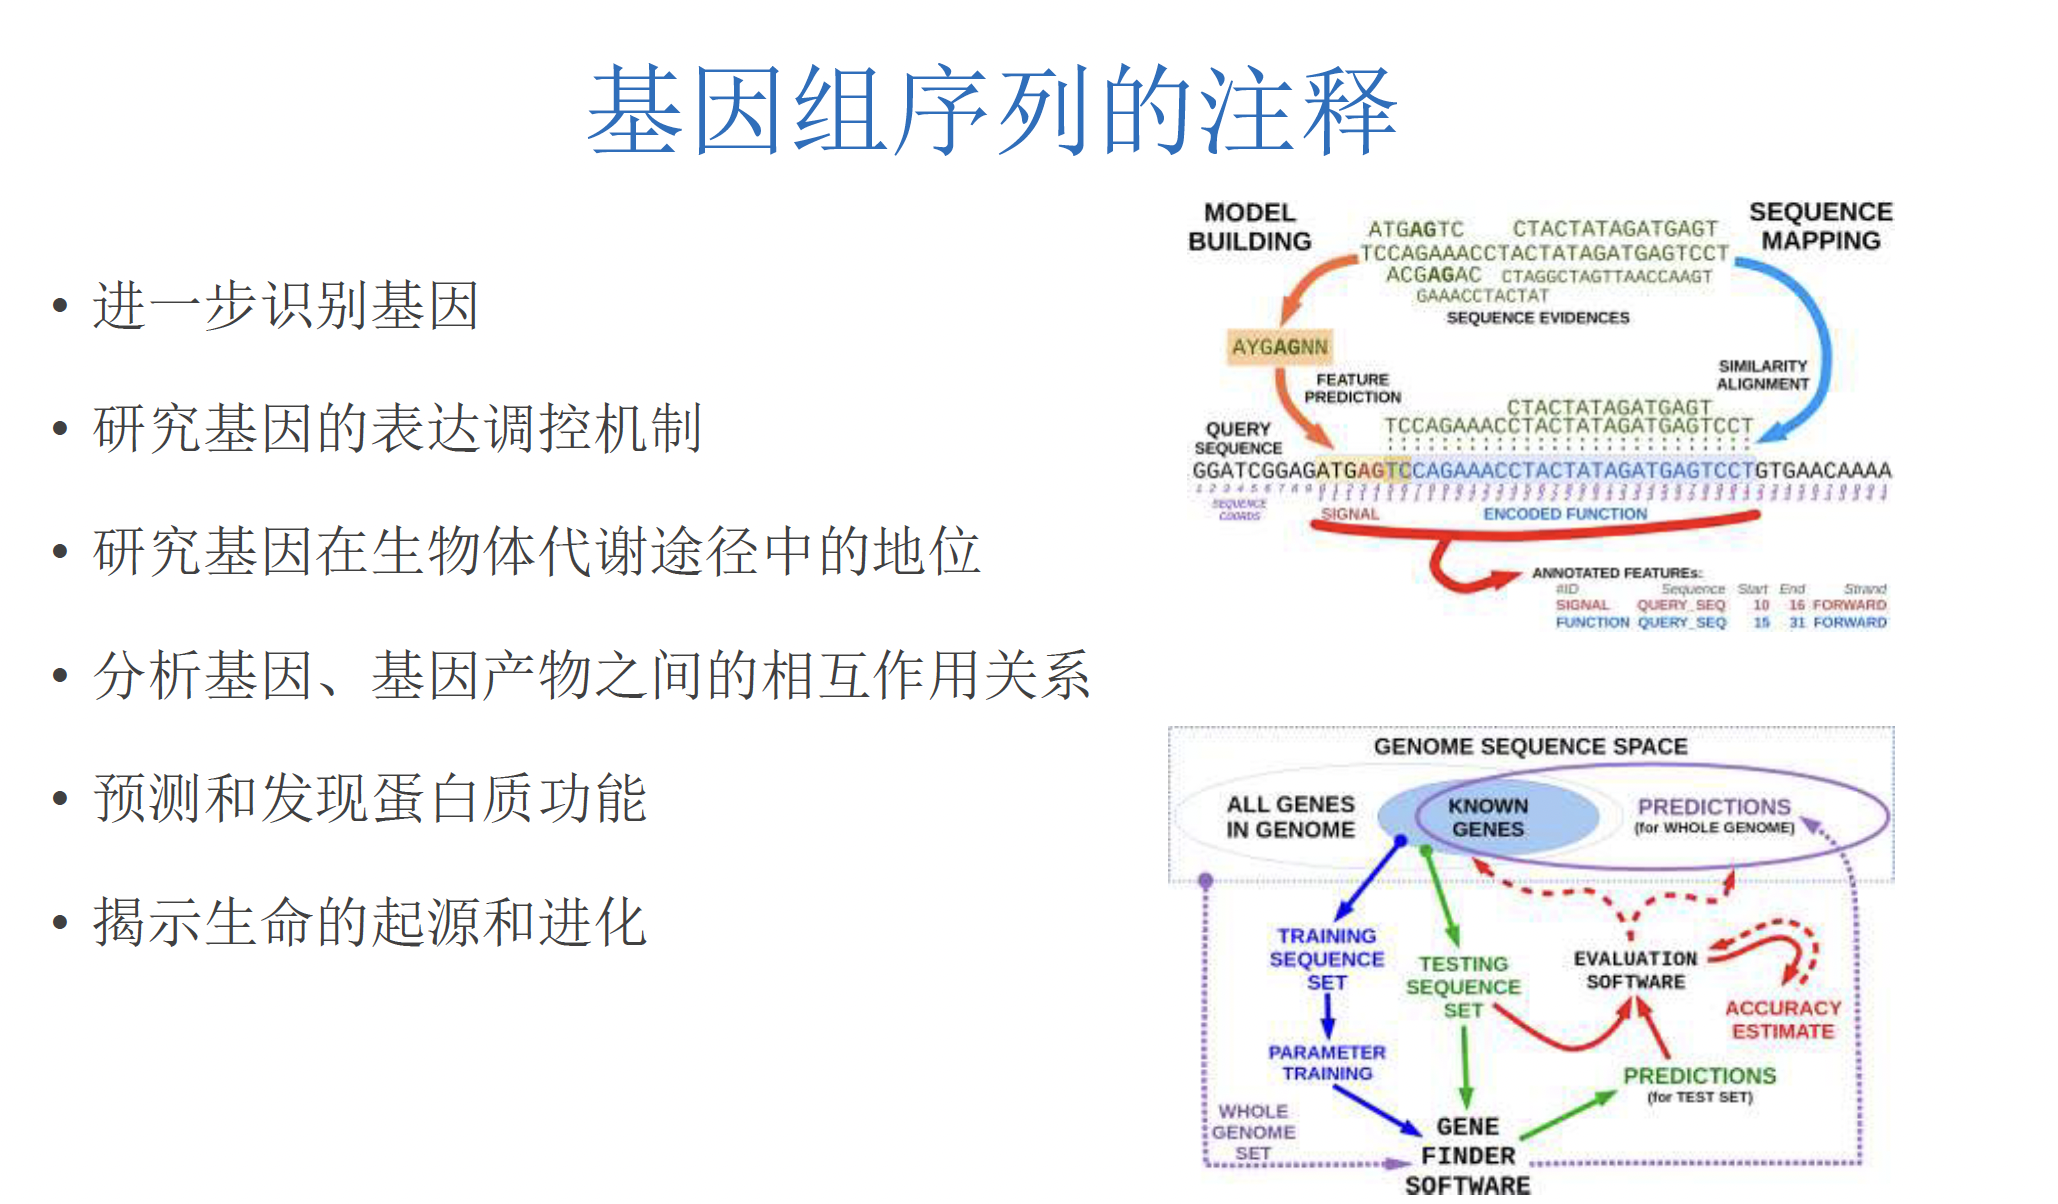 基因组序列的注释
• 进一步识别基因
• 研究基因的表达调控机制
• 研究基因在生物体代谢途径中的地位
• 分析基因、基因产物之间的相互作用关系
• 预测和发现蛋白质功能
• 揭示生命的起源和进化
MODEL
BUILDING
SEQUENCE
MAPPING
ATGAGTC CTACTATAGATGAGT
TCCAGAAACCTACTATAGATGAGTCCT
ACGAGAC CTAGGCTAGTTAACCAAGT
GAAACCTACTAT
SEQUENCE EVIDENCES
AYGAGNN
FEATURE
PREDICTION
SIMILARITY
ALIGNMENT
CTACTATAGATGAGT
TCCAGAAACCTACTATAGATGAGTCCT
QUERY
SEQUENCE
GGATCGGAGATGAGTCCAGAAACCTACTATAGATGAGTCCTGTGAACAAAA
SEQUENCE
COORDS
SIGNAL
ENCODED FUNCTION
ANNOTATED FEATUREs:
#ID Sequence Start End Strand
SIGNAL QUERY_SEQ 10 16 FORWARD
FUNCTION QUERY_SEQ 15 31 FORWARD
GENOME SEQUENCE SPACE
ALL GENES
IN GENOME
KNOWN
GENES
PREDICTIONS
(for WHOLE GENOME)
TRAINING
SEQUENCE
SET
TESTING
SEQUENCE
SET
EVALUATION
SOFTWARE
ACCURACY
ESTIMATE
PARAMETER
TRAINING
PREDICTIONS
(for TEST SET)
WHOLE
GENOME
SET
GENE
FINDER
SOFTWARE